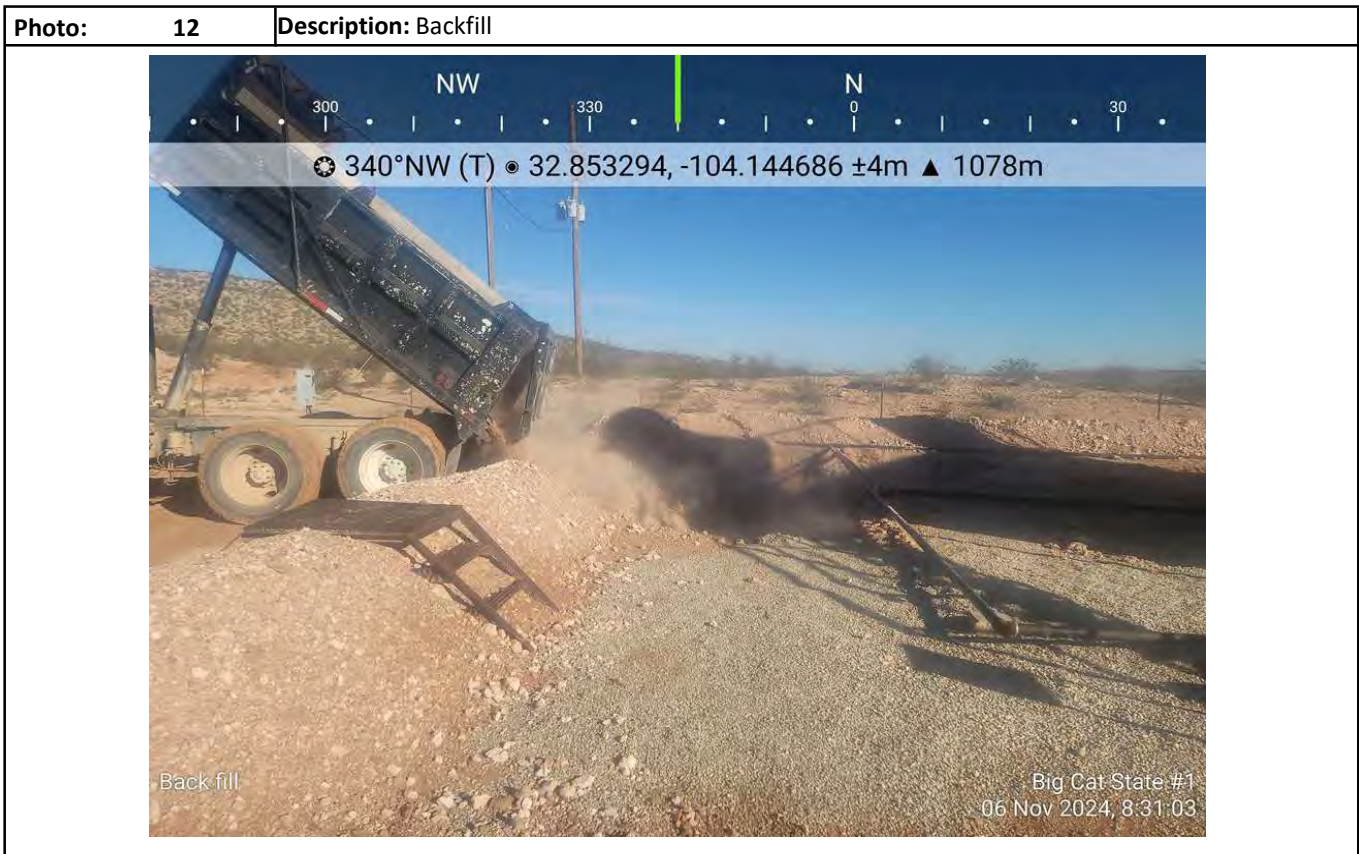 Photo: 12 Description: Backfill
NW N
300 330 0 30
340°NW (T) 32.853294, -104.144686 ±4m ▲ 1078m
Back fill
Big Cat State #1
06 Nov 2024, 8:31:03